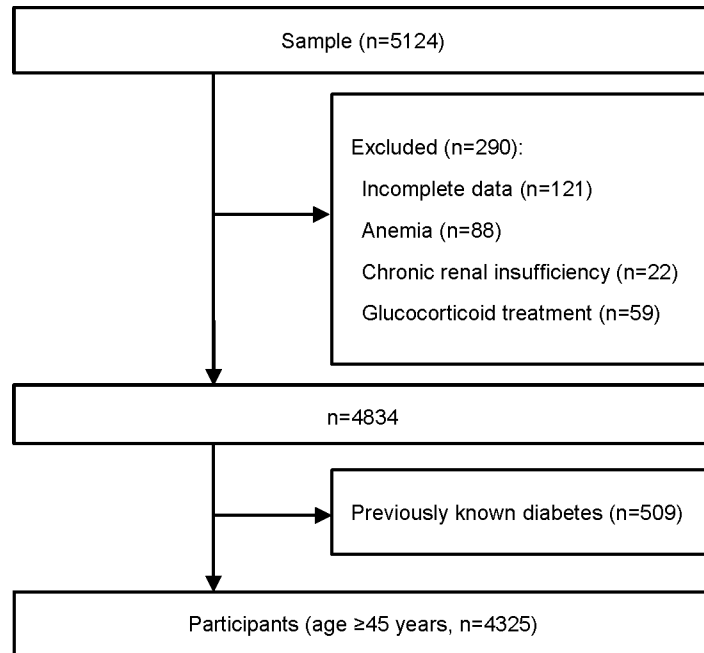 Sample (n=5124)
Excluded (n=290):
Incomplete data (n=121)
Anemia (n=88)
Chronic renal insufficiency (n=22)
Glucocorticoid treatment (n=59)
n=4834
Previously known diabetes (n=509)
Participants (age ≥45 years, n=4325)